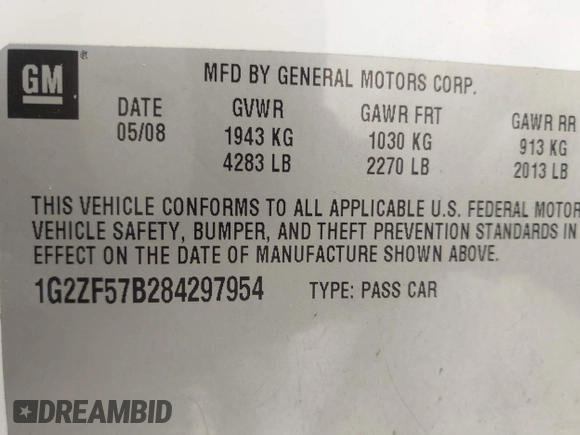 GM
®
MFD BY GENERAL MOTORS CORP.
DATE GVWR GAWR FRT GAWR RR
05/08 1943 KG 1030 KG 913 KG
4283 LB 2270 LB 2013 LB
THIS VEHICLE CONFORMS TO ALL APPLICABLE U.S. FEDERAL MOTOR
VEHICLE SAFETY, BUMPER, AND THEFT PREVENTION STANDARDS IN
EFFECT ON THE DATE OF MANUFACTURE SHOWN ABOVE.
1G2ZF57B284297954 TYPE: PASS CAR
DREAMBID